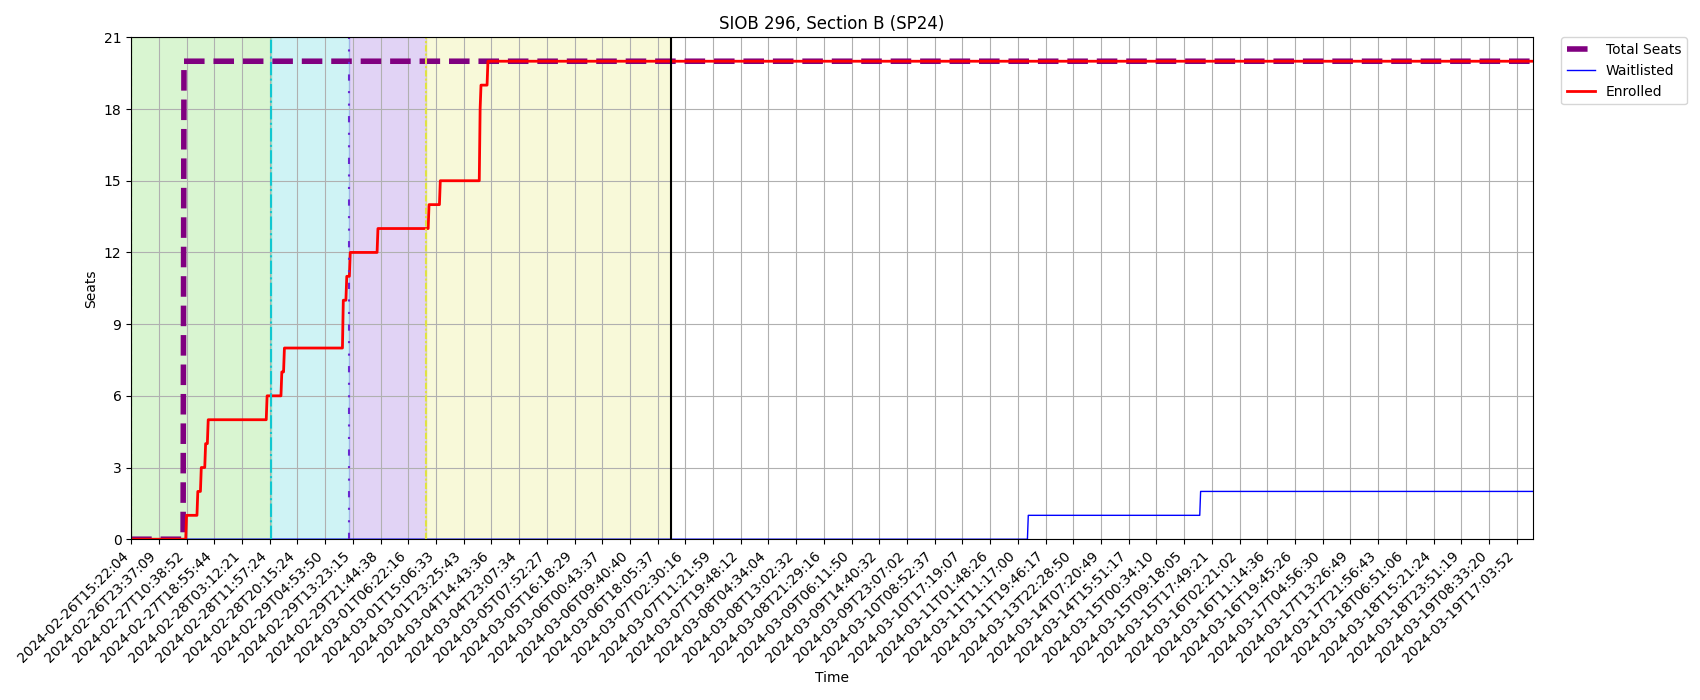 SIOB 296, Section B (SP24)
Total Seats
Waitlisted
Enrolled
Seats
21
18
15
12
9
6
3
0
2024-02-26T15:22:04
2024-02-26T23:37:09
2024-02-27T10:38:52
2024-02-27T18:55:44
2024-02-28T03:12:21
2024-02-28T11:57:24
2024-02-28T20:15:24
2024-02-29T04:53:50
2024-02-29T13:23:15
2024-02-29T21:44:38
2024-03-01T06:22:16
2024-03-01T15:06:33
2024-03-01T23:25:43
2024-03-04T14:43:36
2024-03-04T23:07:34
2024-03-05T07:52:27
2024-03-05T16:18:29
2024-03-06T00:43:37
2024-03-06T09:40:40
2024-03-06T18:05:37
2024-03-07T02:30:16
2024-03-07T11:21:59
2024-03-07T19:48:12
2024-03-08T04:34:04
2024-03-08T13:02:32
2024-03-08T21:29:16
2024-03-09T06:11:50
2024-03-09T14:40:32
2024-03-09T23:07:02
2024-03-10T08:52:37
2024-03-10T17:19:07
2024-03-11T01:48:26
2024-03-11T11:17:00
2024-03-11T19:46:17
2024-03-13T22:28:50
2024-03-14T07:20:49
2024-03-14T15:51:17
2024-03-15T00:34:10
2024-03-15T09:18:05
2024-03-15T17:49:21
2024-03-16T02:21:02
2024-03-16T11:14:36
2024-03-16T19:45:26
2024-03-17T04:56:30
2024-03-17T13:26:49
2024-03-17T21:56:43
2024-03-18T06:51:06
2024-03-18T15:21:24
2024-03-18T23:51:19
2024-03-19T08:33:20
2024-03-19T17:03:52
Time